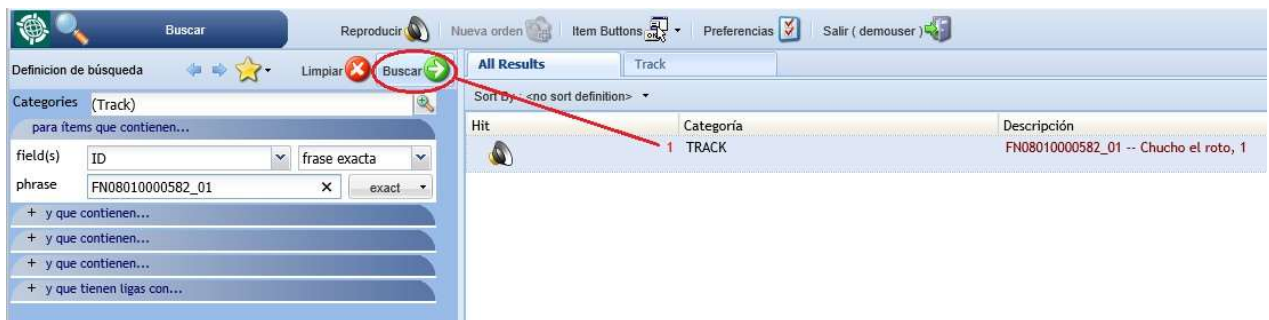 Buscar Reproducir Nueva orden Item Buttons Preferencias Salir ( demouser )
Definicion de búsqueda Limpiar Buscar
Categories (Track)
para ítems que contienen...
field(s) ID frase exacta
phrase FN08010000582_01 X exact
+ y que contienen...
+ y que contienen...
+ y que contienen...
+ y que tienen ligas con...
All Results Track
Sort By : <no sort definition>
Hit Categoría Descripción
1 TRACK FN08010000582_01 -- Chucho el roto, 1